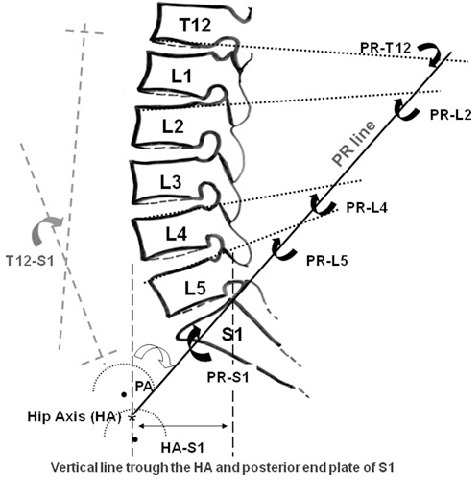 T12
PR-T12
L1
PR-L2
L2
PR line
L3
PR-L4
L4
PR-L5
T12-S1
L5
S1
PR-S1
PA
Hip Axis (HA)
HA-S1
Vertical line trough the HA and posterior end plate of S1